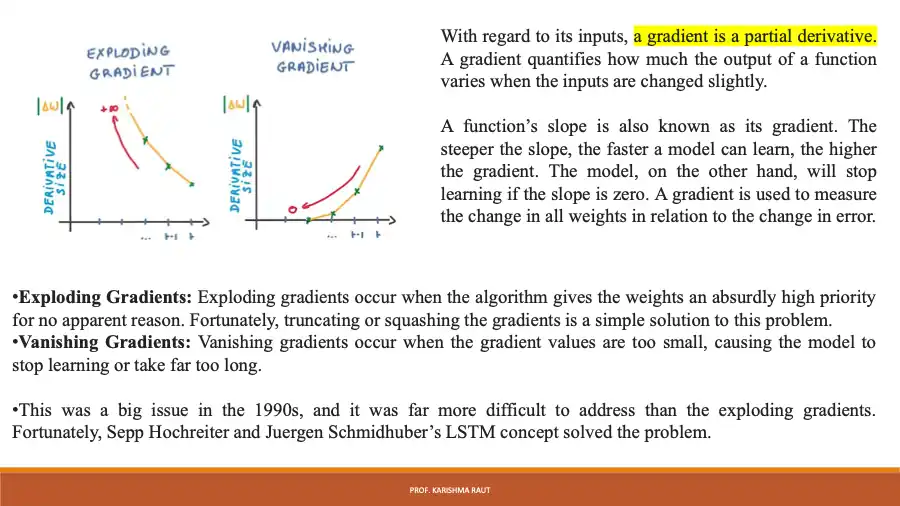 EXPLODING
GRADIENT
|ΔW|
+∞
DERIVATIVE
SIZE
... t-1 t
VANISHING
GRADIENT
|ΔW|
DERIVATIVE
SIZE
0
... t-1 t
With regard to its inputs, a gradient is a partial derivative.
A gradient quantifies how much the output of a function
varies when the inputs are changed slightly.
A function’s slope is also known as its gradient. The
steeper the slope, the faster a model can learn, the higher
the gradient. The model, on the other hand, will stop
learning if the slope is zero. A gradient is used to measure
the change in all weights in relation to the change in error.
•Exploding Gradients: Exploding gradients occur when the algorithm gives the weights an absurdly high priority
for no apparent reason. Fortunately, truncating or squashing the gradients is a simple solution to this problem.
•Vanishing Gradients: Vanishing gradients occur when the gradient values are too small, causing the model to
stop learning or take far too long.
•This was a big issue in the 1990s, and it was far more difficult to address than the exploding gradients.
Fortunately, Sepp Hochreiter and Juergen Schmidhuber’s LSTM concept solved the problem.
PROF. KARISHMA RAUT